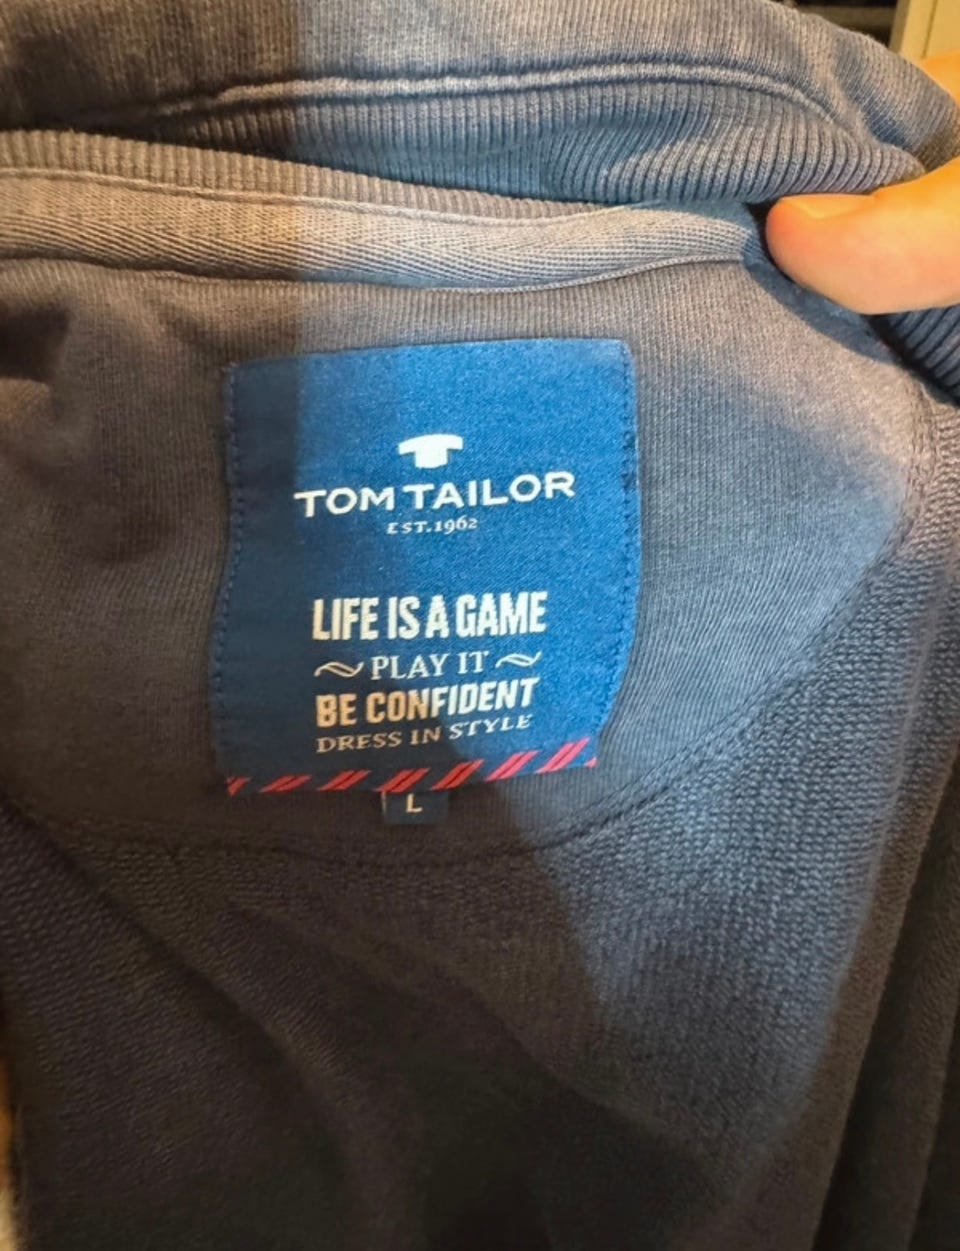 TOM TAILOR
EST.1962
LIFE IS A GAME
~ PLAY IT ~
BE CONFIDENT
DRESS IN STYLE
L